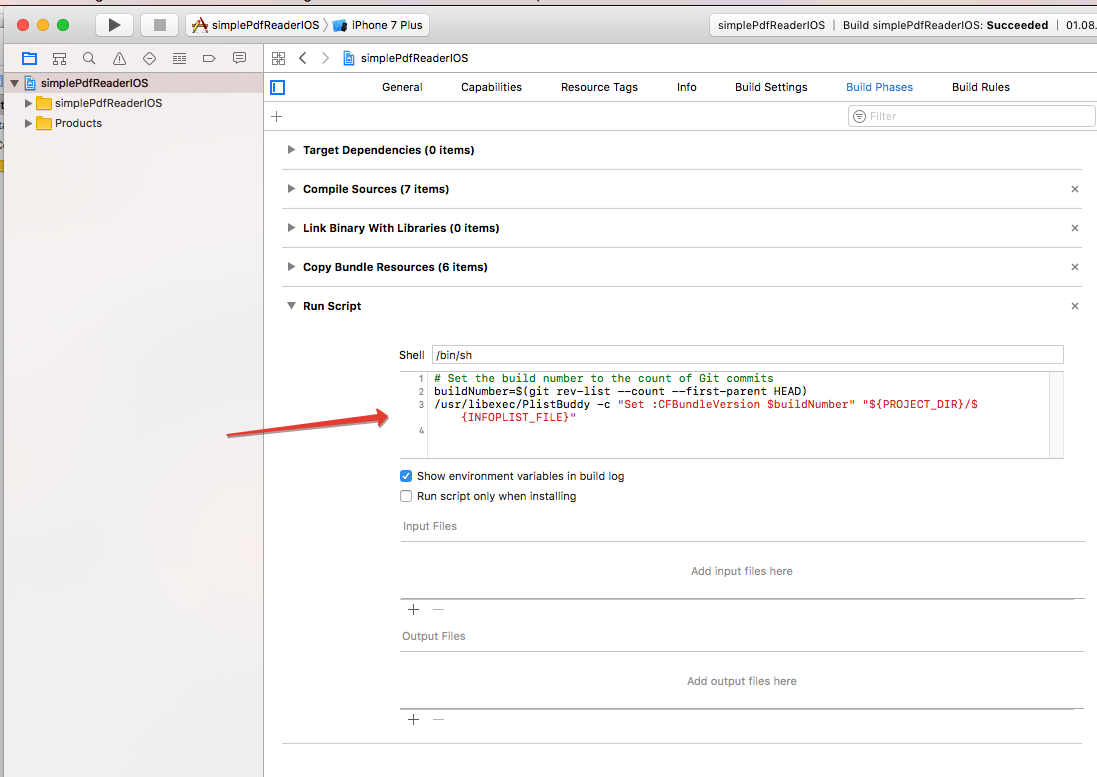 simplePdfReaderIOS iPhone 7 Plus
simplePdfReaderIOS | Build simplePdfReaderIOS: Succeeded | 01.08.
simplePdfReaderIOS
simplePdfReaderIOS
simplePdfReaderIOS
Products
General Capabilities Resource Tags Info Build Settings Build Phases Build Rules
Filter
Target Dependencies (0 items)
Compile Sources (7 items)
Link Binary With Libraries (0 items)
Copy Bundle Resources (6 items)
Run Script
Shell /bin/sh
1 # Set the build number to the count of Git commits
2 buildNumber=$(git rev-list --count --first-parent HEAD)
3 /usr/libexec/PlistBuddy -c "Set :CFBundleVersion $buildNumber" "${PROJECT_DIR}/$
{INFOPLIST_FILE}"
4
Show environment variables in build log
Run script only when installing
Input Files
Add input files here
Output Files
Add output files here